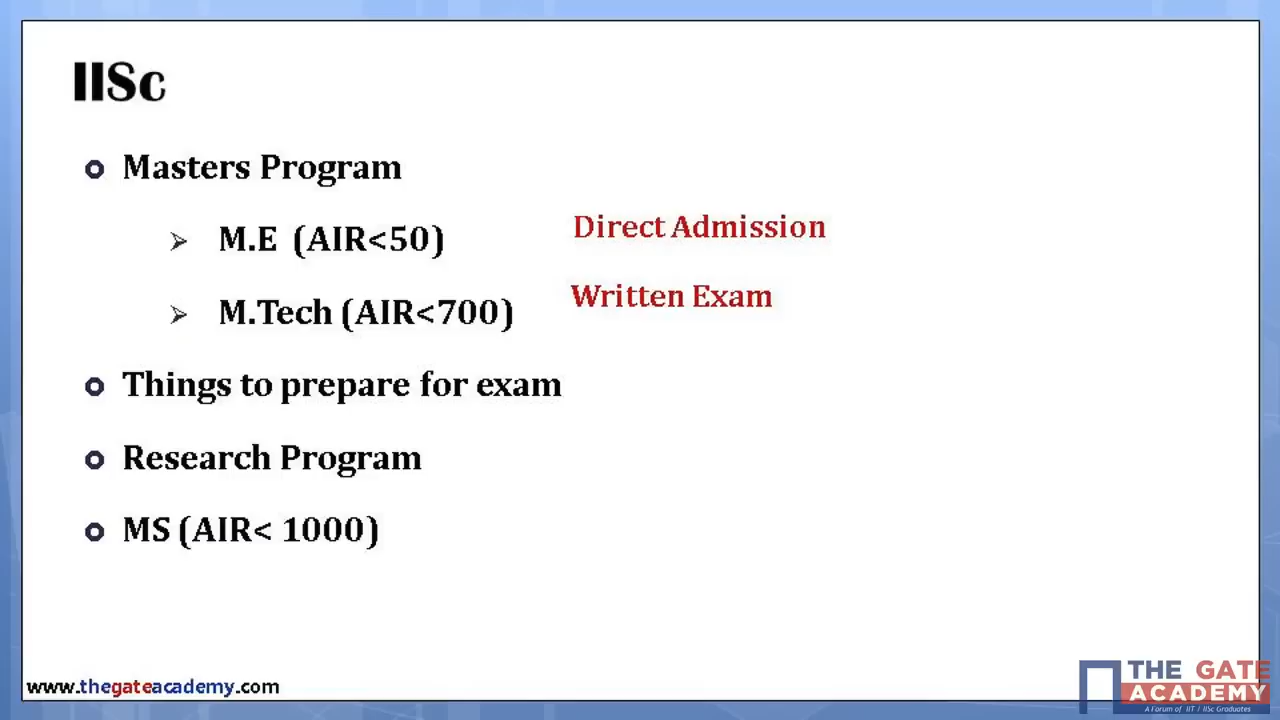 IISc
Masters Program
M.E (AIR<50)
Direct Admission
M.Tech (AIR<700)
Written Exam
Things to prepare for exam
Research Program
MS (AIR< 1000)
www.thegateacademy.com
THE GATE
ACADEMY
A Forum of IIT / IISc Graduates